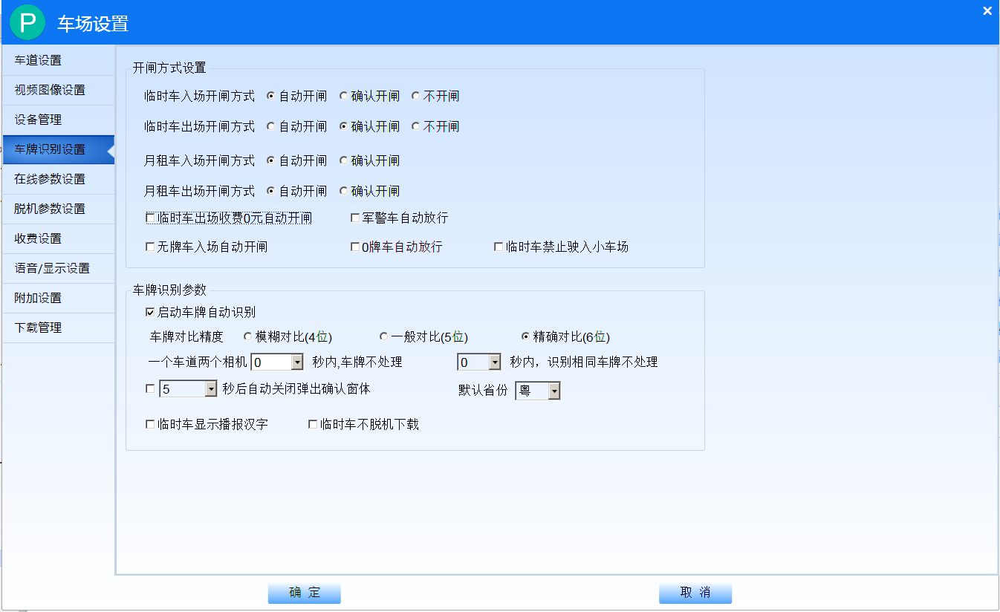 P 车场设置
车道设置
视频图像设置
设备管理
车牌识别设置
在线参数设置
脱机参数设置
收费设置
语音/显示设置
附加设置
下载管理
开闸方式设置
临时车入场开闸方式 自动开闸 确认开闸 不开闸
临时车出场开闸方式 自动开闸 确认开闸 不开闸
月租车入场开闸方式 自动开闸 确认开闸
月租车出场开闸方式 自动开闸 确认开闸
临时车出场收费0元自动开闸 军警车自动放行
无牌车入场自动开闸 0牌车自动放行 临时车禁止驶入小车场
车牌识别参数
启动车牌自动识别
车牌对比精度 模糊对比(4位) 一般对比(5位) 精确对比(6位)
一个车道两个相机 0 秒内,车牌不处理 0 秒内，识别相同车牌不处理
5 秒后自动关闭弹出确认窗体 默认省份 粤
临时车显示播报汉字 临时车不脱机下载
确 定 取 消